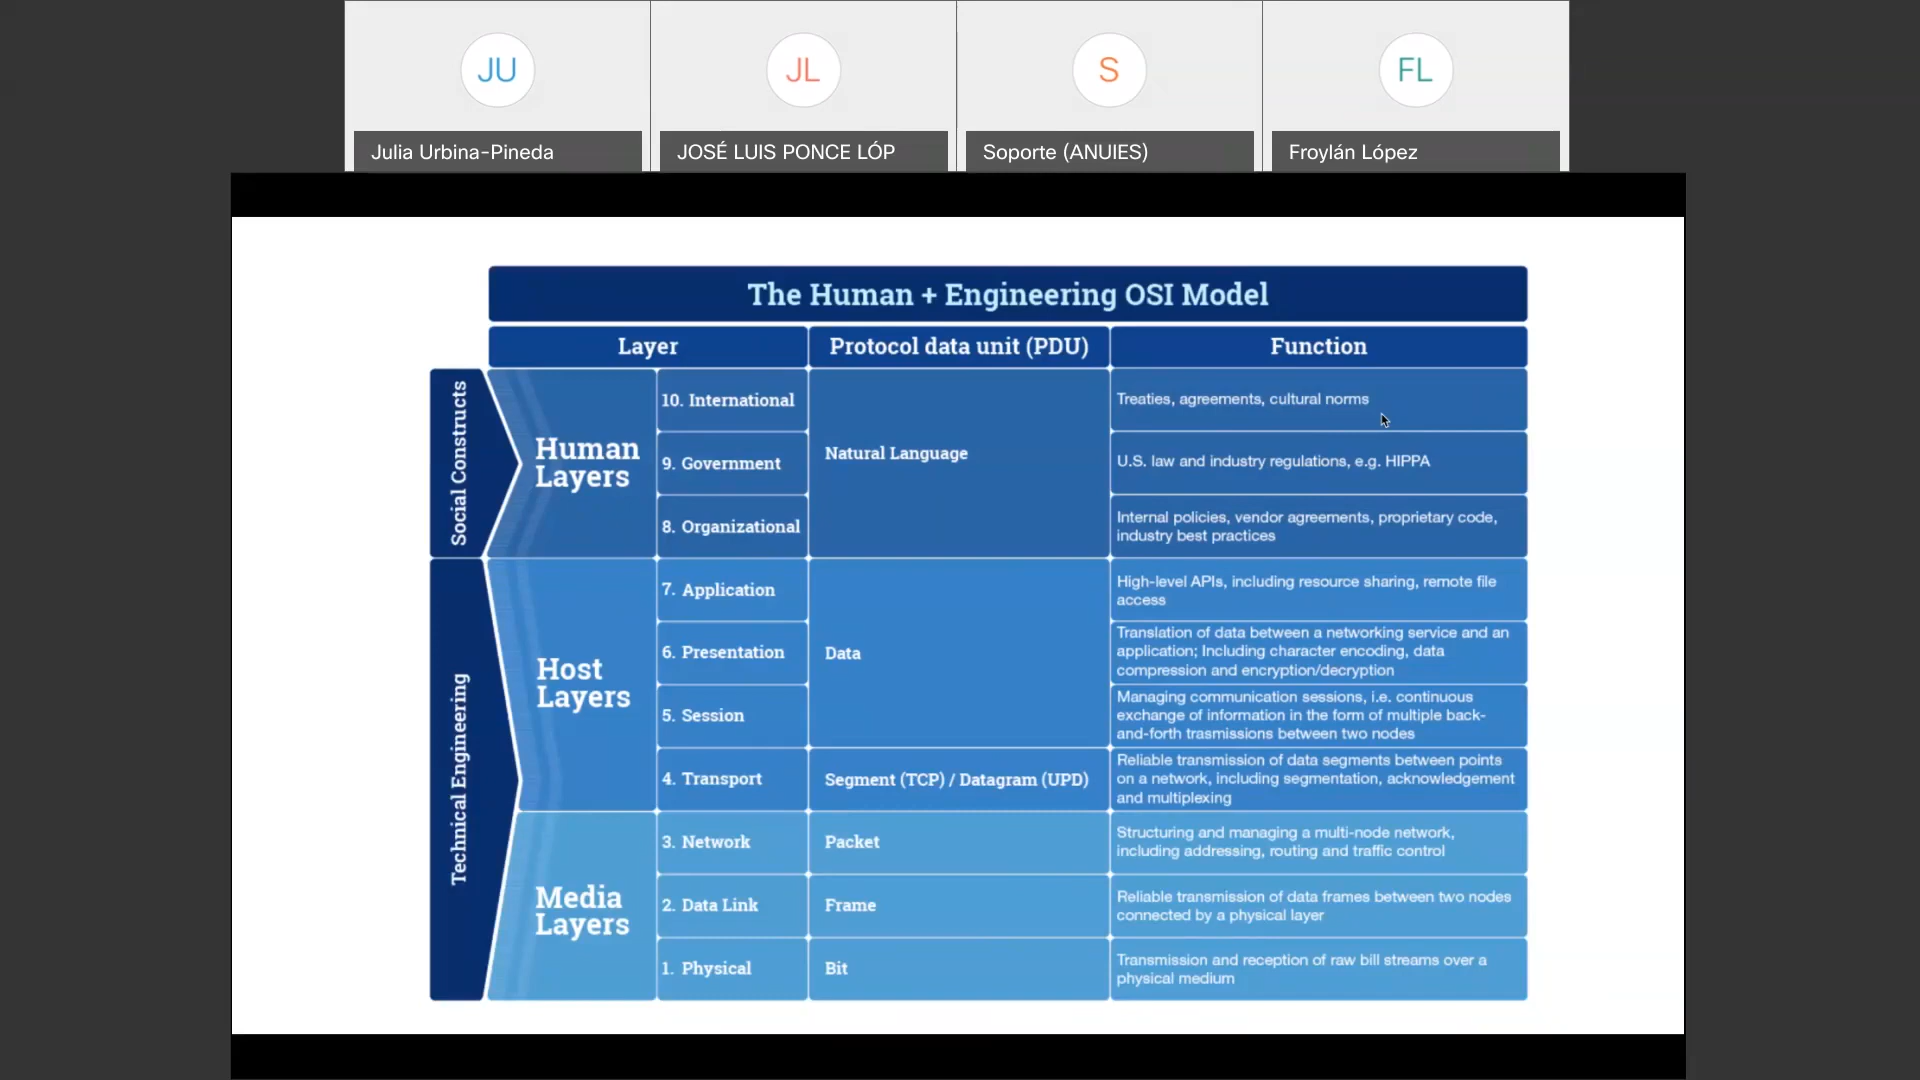 JU
JL
S
FL
Julia Urbina-Pineda
JOSÉ LUIS PONCE LÓP
Soporte (ANUIES)
Froylán López
The Human + Engineering OSI Model
Layer
Protocol data unit (PDU)
Function
Social Constructs
Human
Layers
10. International
Natural Language
Treaties, agreements, cultural norms
9. Government
U.S. law and industry regulations, e.g. HIPPA
8. Organizational
Internal policies, vendor agreements, proprietary code,
industry best practices
Technical Engineering
Host
Layers
7. Application
Data
High-level APIs, including resource sharing, remote file
access
6. Presentation
Translation of data between a networking service and an
application; Including character encoding, data
compression and encryption/decryption
5. Session
Managing communication sessions, i.e. continuous
exchange of information in the form of multiple back-
and-forth trasmissions between two nodes
4. Transport
Segment (TCP) / Datagram (UPD)
Reliable transmission of data segments between points
on a network, including segmentation, acknowledgement
and multiplexing
Media
Layers
3. Network
Packet
Structuring and managing a multi-node network,
including addressing, routing and traffic control
2. Data Link
Frame
Reliable transmission of data frames between two nodes
connected by a physical layer
1. Physical
Bit
Transmission and reception of raw bill streams over a
physical medium